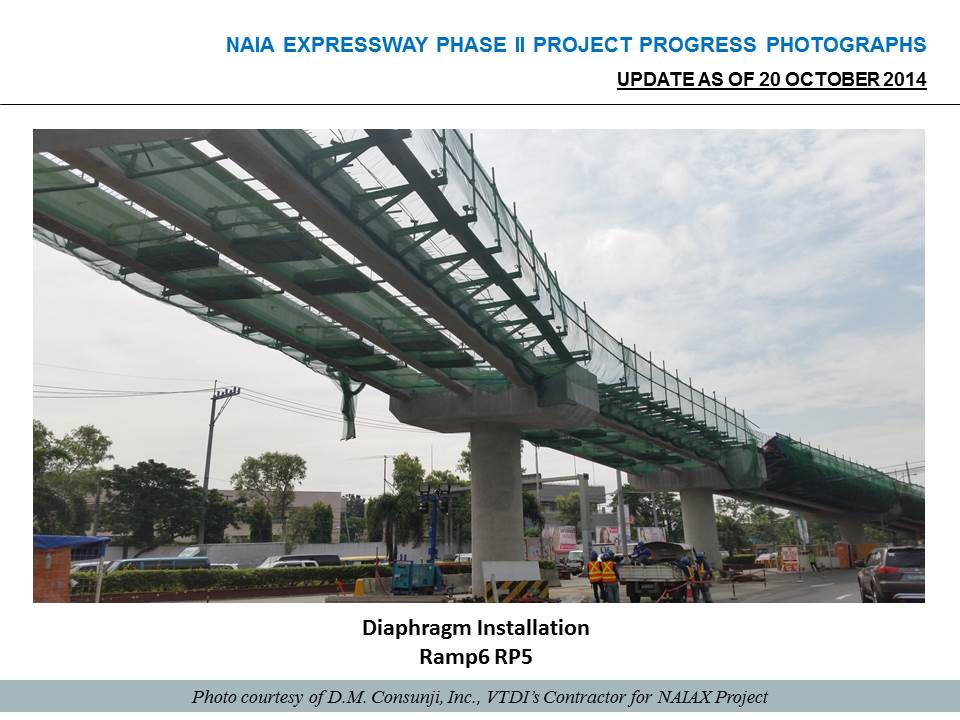 NAIA EXPRESSWAY PHASE II PROJECT PROGRESS PHOTOGRAPHS
UPDATE AS OF 20 OCTOBER 2014
Diaphragm Installation
Ramp6 RP5
Photo courtesy of D.M. Consunji, Inc., VTDI's Contractor for NAIAX Project